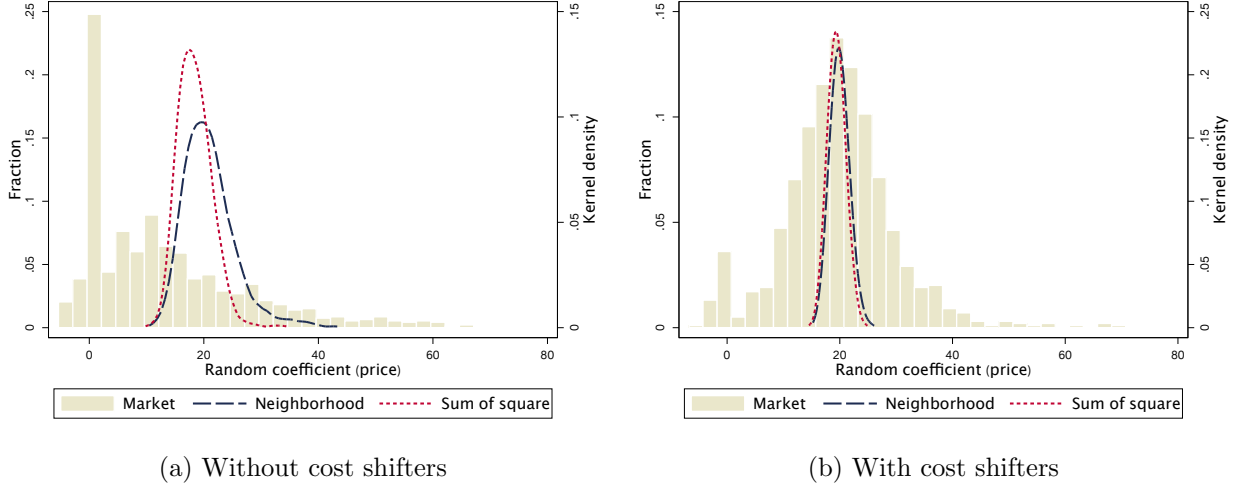 .25
.2
.15
.1
.05
0
Fraction
.15
.1
.05
0
Kernel density
0 20 40 60 80
Random coefficient (price)
Market Neighborhood Sum of square
(a) Without cost shifters
.15
.1
.05
0
Fraction
.25
.2
.15
.1
.05
0
Kernel density
0 20 40 60 80
Random coefficient (price)
Market Neighborhood Sum of square
(b) With cost shifters